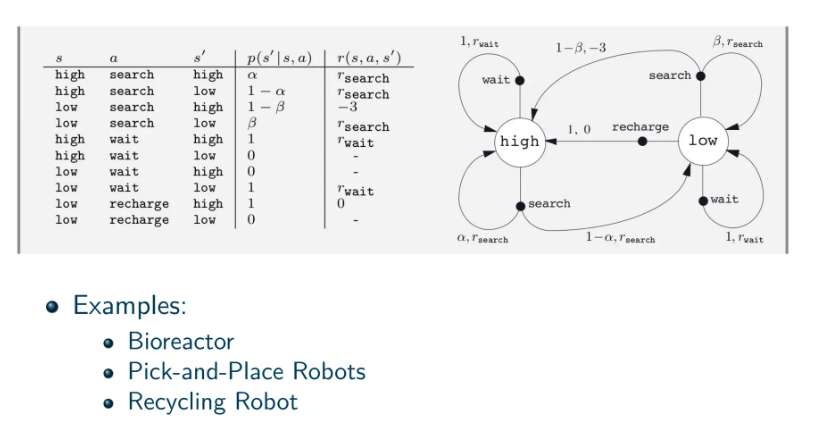 s a s′ p(s′|s, a) r(s, a, s′)
high search high α r_search
high search low 1 − α r_search
low search high 1 − β −3
low search low β r_search
high wait high 1 r_wait
high wait low 0 -
low wait high 0 -
low wait low 1 r_wait
low recharge high 1 0
low recharge low 0 -
1, r_wait
1−β, −3
β, r_search
wait
search
high
1, 0
recharge
low
search
wait
α, r_search
1−α, r_search
1, r_wait
Examples:
Bioreactor
Pick-and-Place Robots
Recycling Robot